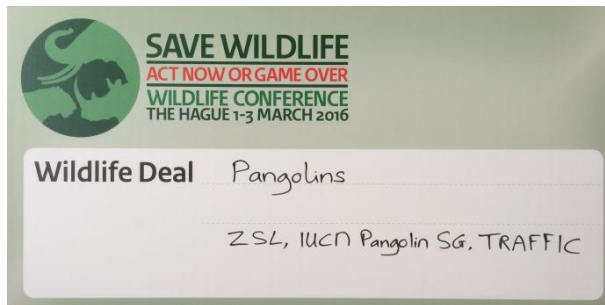 SAVE WILDLIFE
ACT NOW OR GAME OVER
WILDLIFE CONFERENCE
THE HAGUE 1-3 MARCH 2016
Wildlife Deal Pangolins
ZSL, IUCN Pangolin SG, TRAFFIC